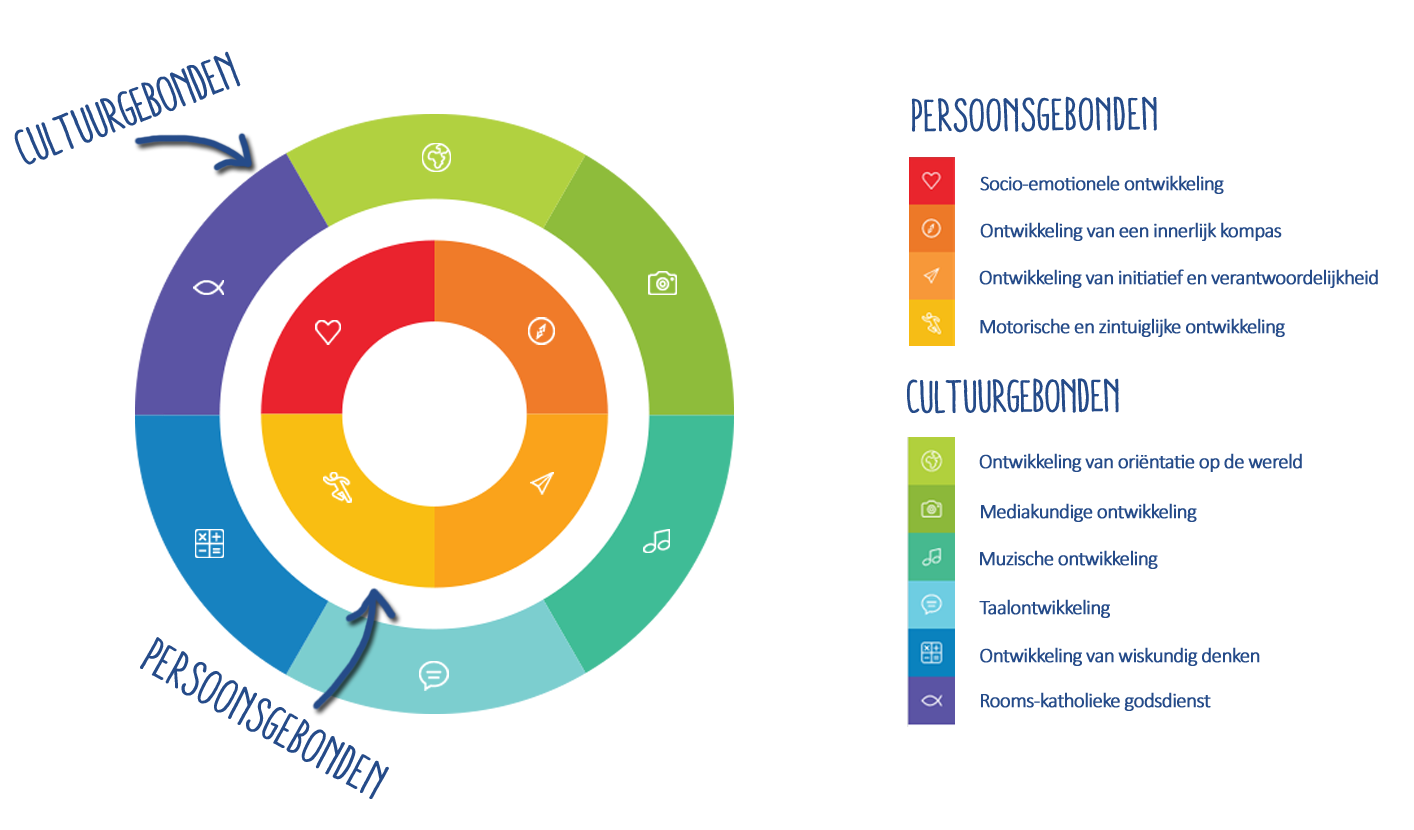 CULTUURGEBONDEN
PERSOONSGEBONDEN
PERSOONSGEBONDEN
Socio-emotionele ontwikkeling
Ontwikkeling van een innerlijk kompas
Ontwikkeling van initiatief en verantwoordelijkheid
Motorische en zintuiglijke ontwikkeling
CULTUURGEBONDEN
Ontwikkeling van oriëntatie op de wereld
Mediakundige ontwikkeling
Muzische ontwikkeling
Taalontwikkeling
Ontwikkeling van wiskundig denken
Rooms-katholieke godsdienst